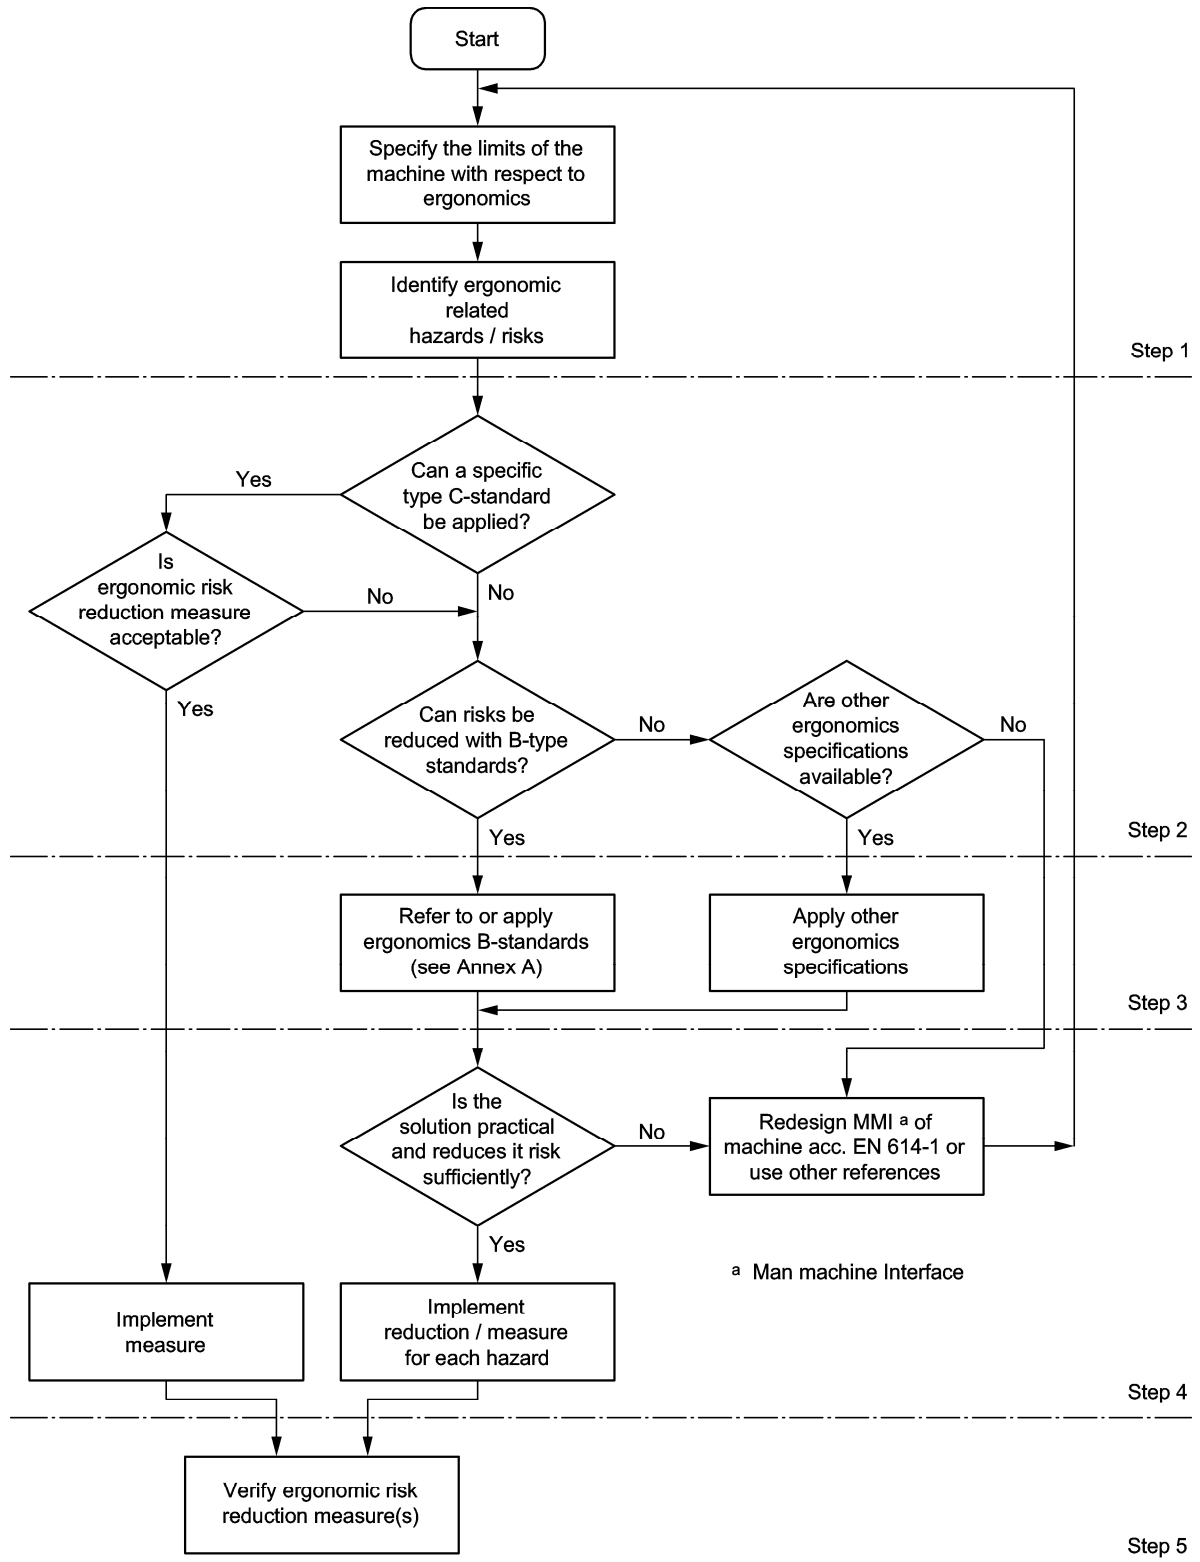 Start
Specify the limits of the
machine with respect to
ergonomics
Identify ergonomic
related
hazards / risks
Step 1
Can a specific
type C-standard
be applied?
Yes
No
Is
ergonomic risk
reduction measure
acceptable?
No
Yes
Can risks be
reduced with B-type
standards?
No
Yes
Are other
ergonomics
specifications
available?
No
Yes
Step 2
Refer to or apply
ergonomics B-standards
(see Annex A)
Apply other
ergonomics
specifications
Step 3
Is the
solution practical
and reduces it risk
sufficiently?
No
Yes
Redesign MMI a of
machine acc. EN 614-1 or
use other references
a Man machine Interface
Implement
measure
Implement
reduction / measure
for each hazard
Step 4
Verify ergonomic risk
reduction measure(s)
Step 5